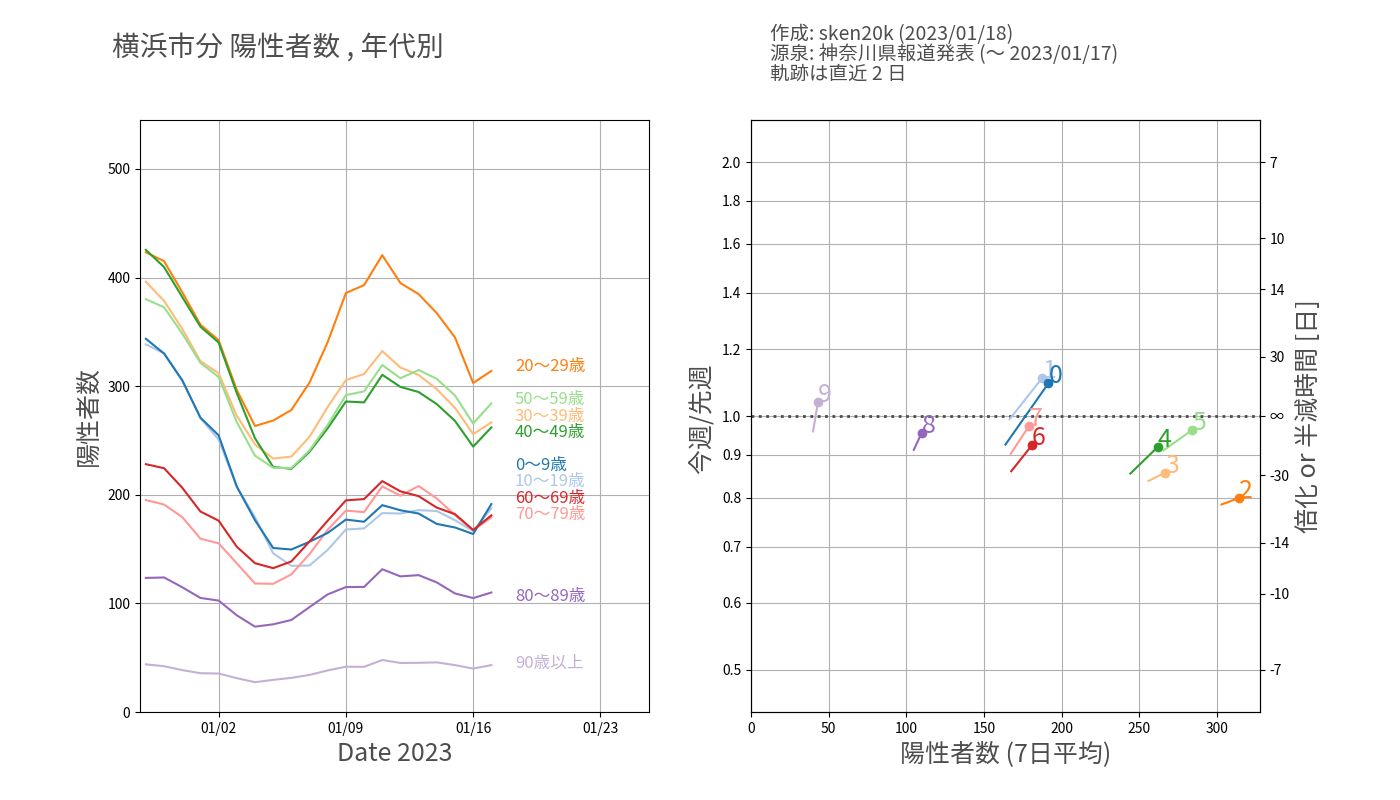 横浜市分 陽性者数 , 年代別
作成: sken20k (2023/01/18)
源泉: 神奈川県報道発表 (〜 2023/01/17)
軌跡は直近 2 日
陽性者数
500
400
300
200
100
0
20〜29歳
50〜59歳
30〜39歳
40〜49歳
0〜9歳
10〜19歳
60〜69歳
70〜79歳
80〜89歳
90歳以上
01/02
01/09
01/16
01/23
Date 2023
今週/先週
2.0
1.8
1.6
1.4
1.2
1.0
0.9
0.8
0.7
0.6
0.5
9
8
1
0
7
6
5
4
3
2
7
10
14
30
∞
-30
-14
-10
-7
倍化 or 半減時間 [日]
0
50
100
150
200
250
300
陽性者数 (7日平均)